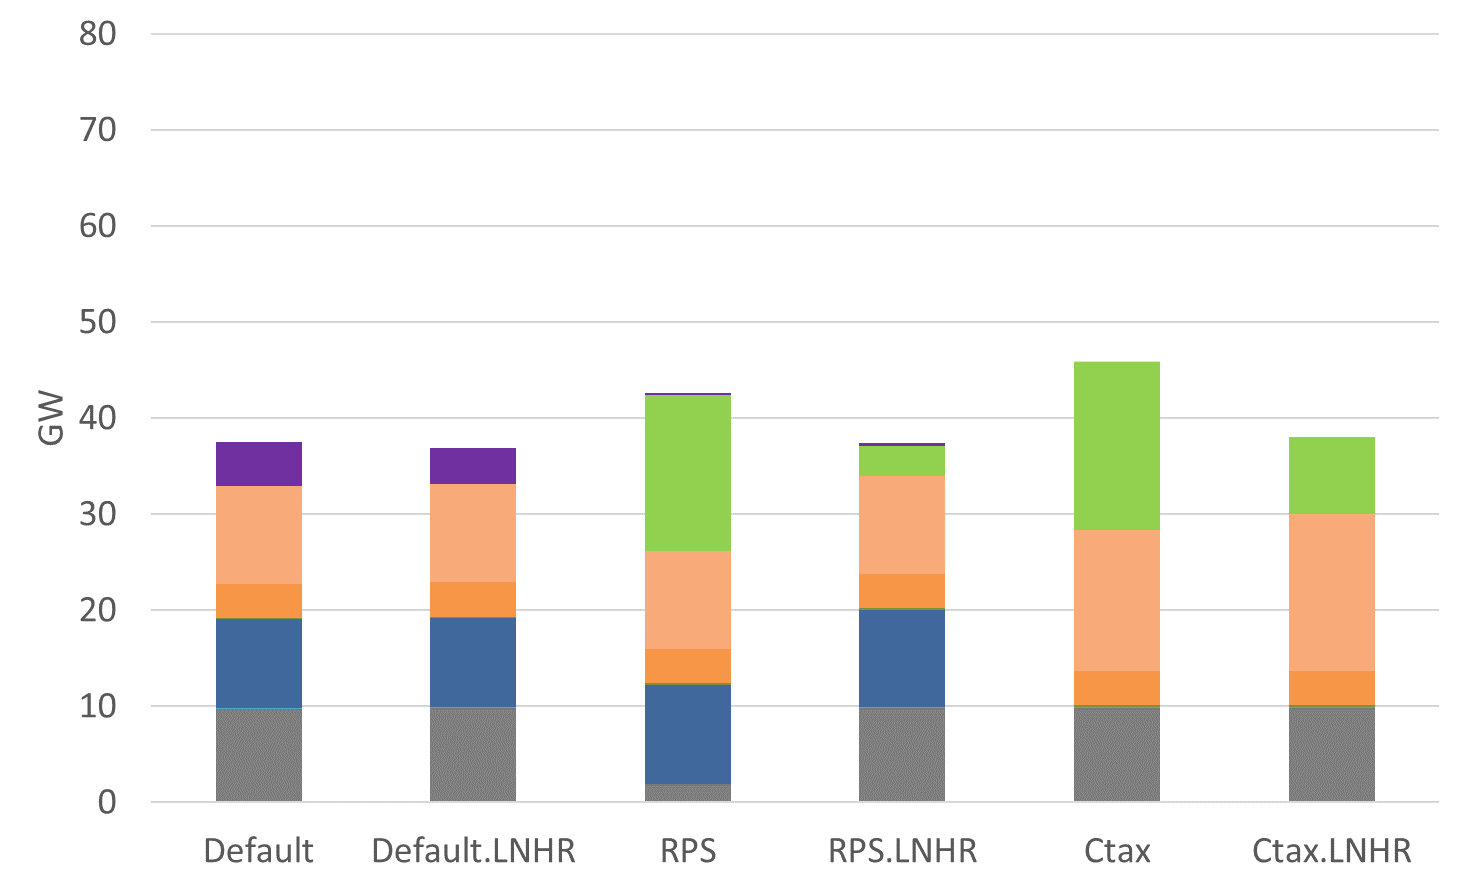 80
70
60
50
40
30
20
10
0
GW
Default
Default.LNHR
RPS
RPS.LNHR
Ctax
Ctax.LNHR